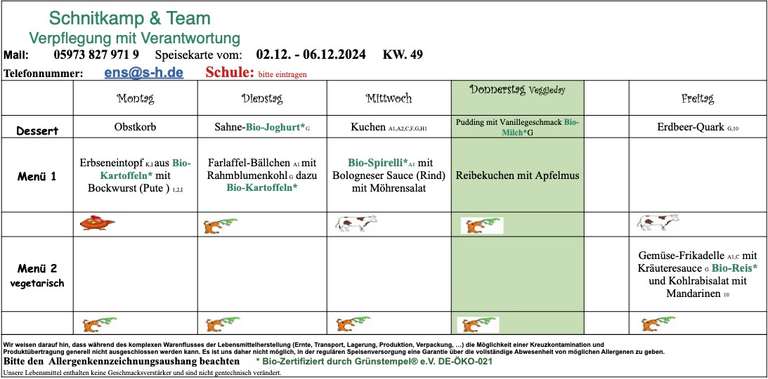 Schnitkamp & Team
Verpflegung mit Verantwortung
Mail: 05973 827 971 9 Speisekarte vom: 02.12. - 06.12.2024 KW. 49
Telefonnummer: ens@s-h.de Schule: bitte eintragen
Montag Dienstag Mittwoch Donnerstag Veggieday Freitag
Dessert Obstkorb Sahne-Bio-Joghurt*G Kuchen A1,A2,C,F,G,H1 Pudding mit Vanillegeschmack Bio-Milch*G Erdbeer-Quark G,10
Menü 1
Erbseneintopf K,I aus Bio-
Kartoffeln* mit
Bockwurst (Pute ) 1,2,I
Farlaffel-Bällchen A1 mit
Rahmblumenkohl G dazu
Bio-Kartoffeln*
Bio-Spirelli*A1 mit
Bologneser Sauce (Rind)
mit Möhrensalat
Reibekuchen mit Apfelmus
Menü 2
vegetarisch
Gemüse-Frikadelle A1,C mit
Kräuteresauce G Bio-Reis*
und Kohlrabisalat mit
Mandarinen 10
Wir weisen darauf hin, dass während des komplexen Warenflusses der Lebensmittelherstellung (Ernte, Transport, Lagerung, Produktion, Verpackung, ...) die Möglichkeit einer Kreuzkontamination und
Produktübertragung generell nicht ausgeschlossen werden kann. Es ist uns daher nicht möglich, in der regulären Speisenversorgung eine Garantie über die vollständige Abwesenheit von möglichen Allergenen zu geben.
Bitte den Allergenkennzeichnungsaushang beachten * Bio-Zertifiziert durch Grünstempel® e.V. DE-ÖKO-021
Unsere Lebensmittel enthalten keine Geschmacksverstärker und sind nicht gentechnisch verändert.